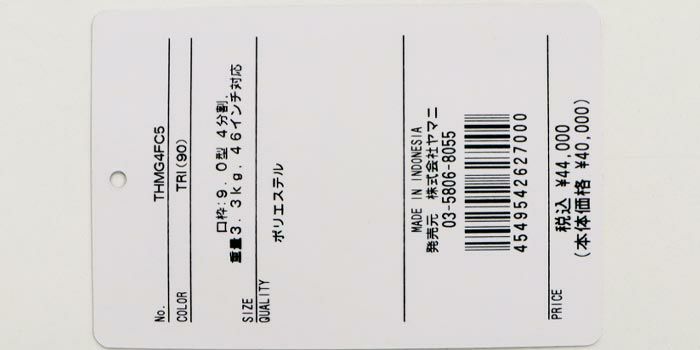 No. THMG4FC5
COLOR TRI(90)
口枠:9.0型 4分割.
SIZE 重量3.3kg.46インチ対応
QUALITY
ポリエステル
MADE IN INDONESIA
発売元 株式会社ヤマニ
03-5806-8055
4549542627000
税込 ¥44,000
PRICE (本体価格 ¥40,000)